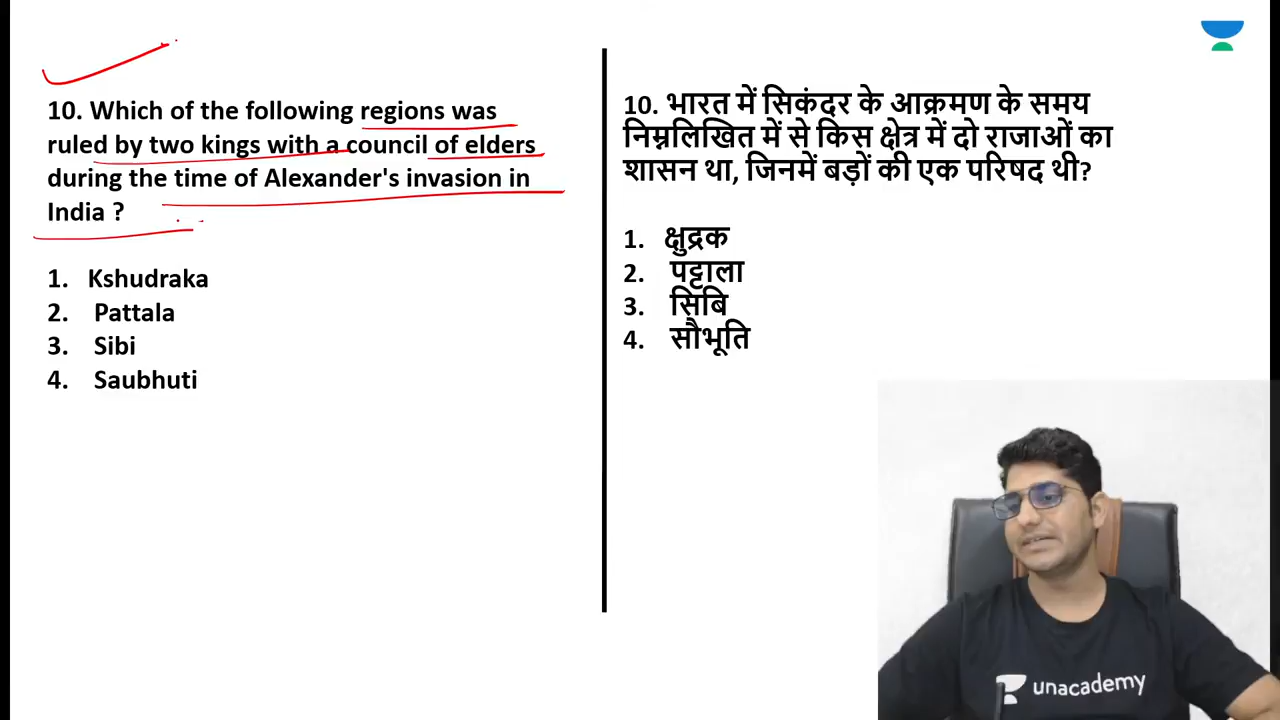 10. Which of the following regions was
ruled by two kings with a council of elders
during the time of Alexander's invasion in
India ?
1. Kshudraka
2. Pattala
3. Sibi
4. Saubhuti
10. भारत में सिकंदर के आक्रमण के समय
निम्नलिखित में से किस क्षेत्र में दो राजाओं का
शासन था, जिनमें बड़ों की एक परिषद थी?
1. क्षुद्रक
2. पट्टाला
3. सिबि
4. सौभूति
unacademy